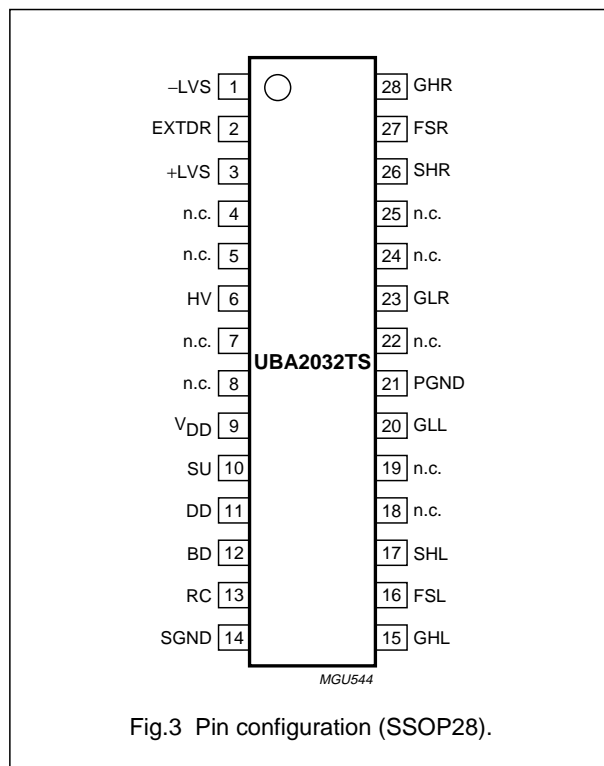 –LVS 1 28 GHR
EXTDR 2 27 FSR
+LVS 3 26 SHR
n.c. 4 25 n.c.
n.c. 5 24 n.c.
HV 6 23 GLR
n.c. 7 22 n.c.
UBA2032TS
n.c. 8 21 PGND
VDD 9 20 GLL
SU 10 19 n.c.
DD 11 18 n.c.
BD 12 17 SHL
RC 13 16 FSL
SGND 14 15 GHL
MGU544
Fig.3 Pin configuration (SSOP28).